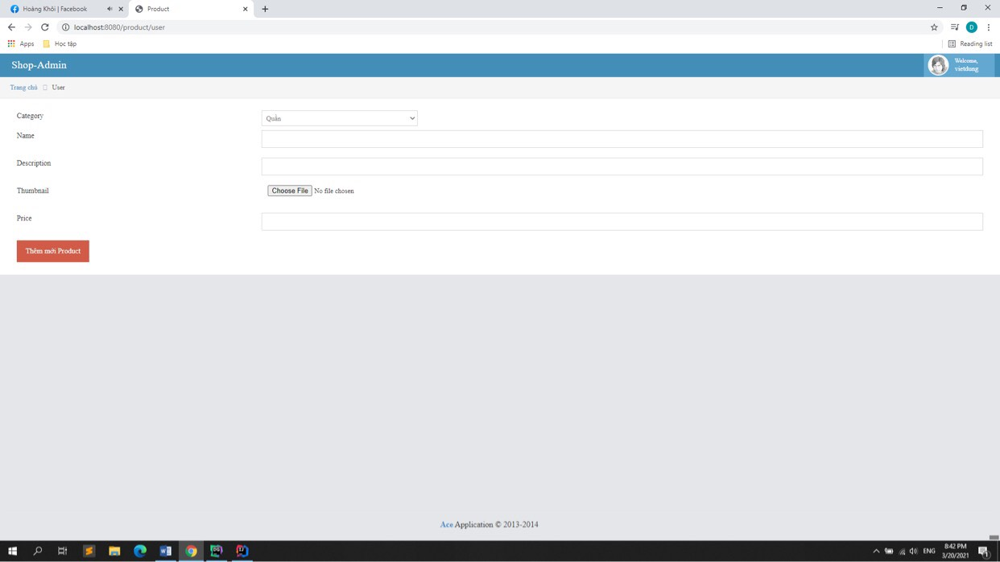 Hoàng Khôi | Facebook
Product
localhost:8080/product/user
D
Apps
Học tập
Reading list
Shop-Admin
Welcome,
vietdung
Trang chủ
User
Category
Quần
Name
Description
Thumbnail
Choose File No file chosen
Price
Thêm mới Product
Ace Application © 2013-2014
ENG
8:42 PM
3/20/2021